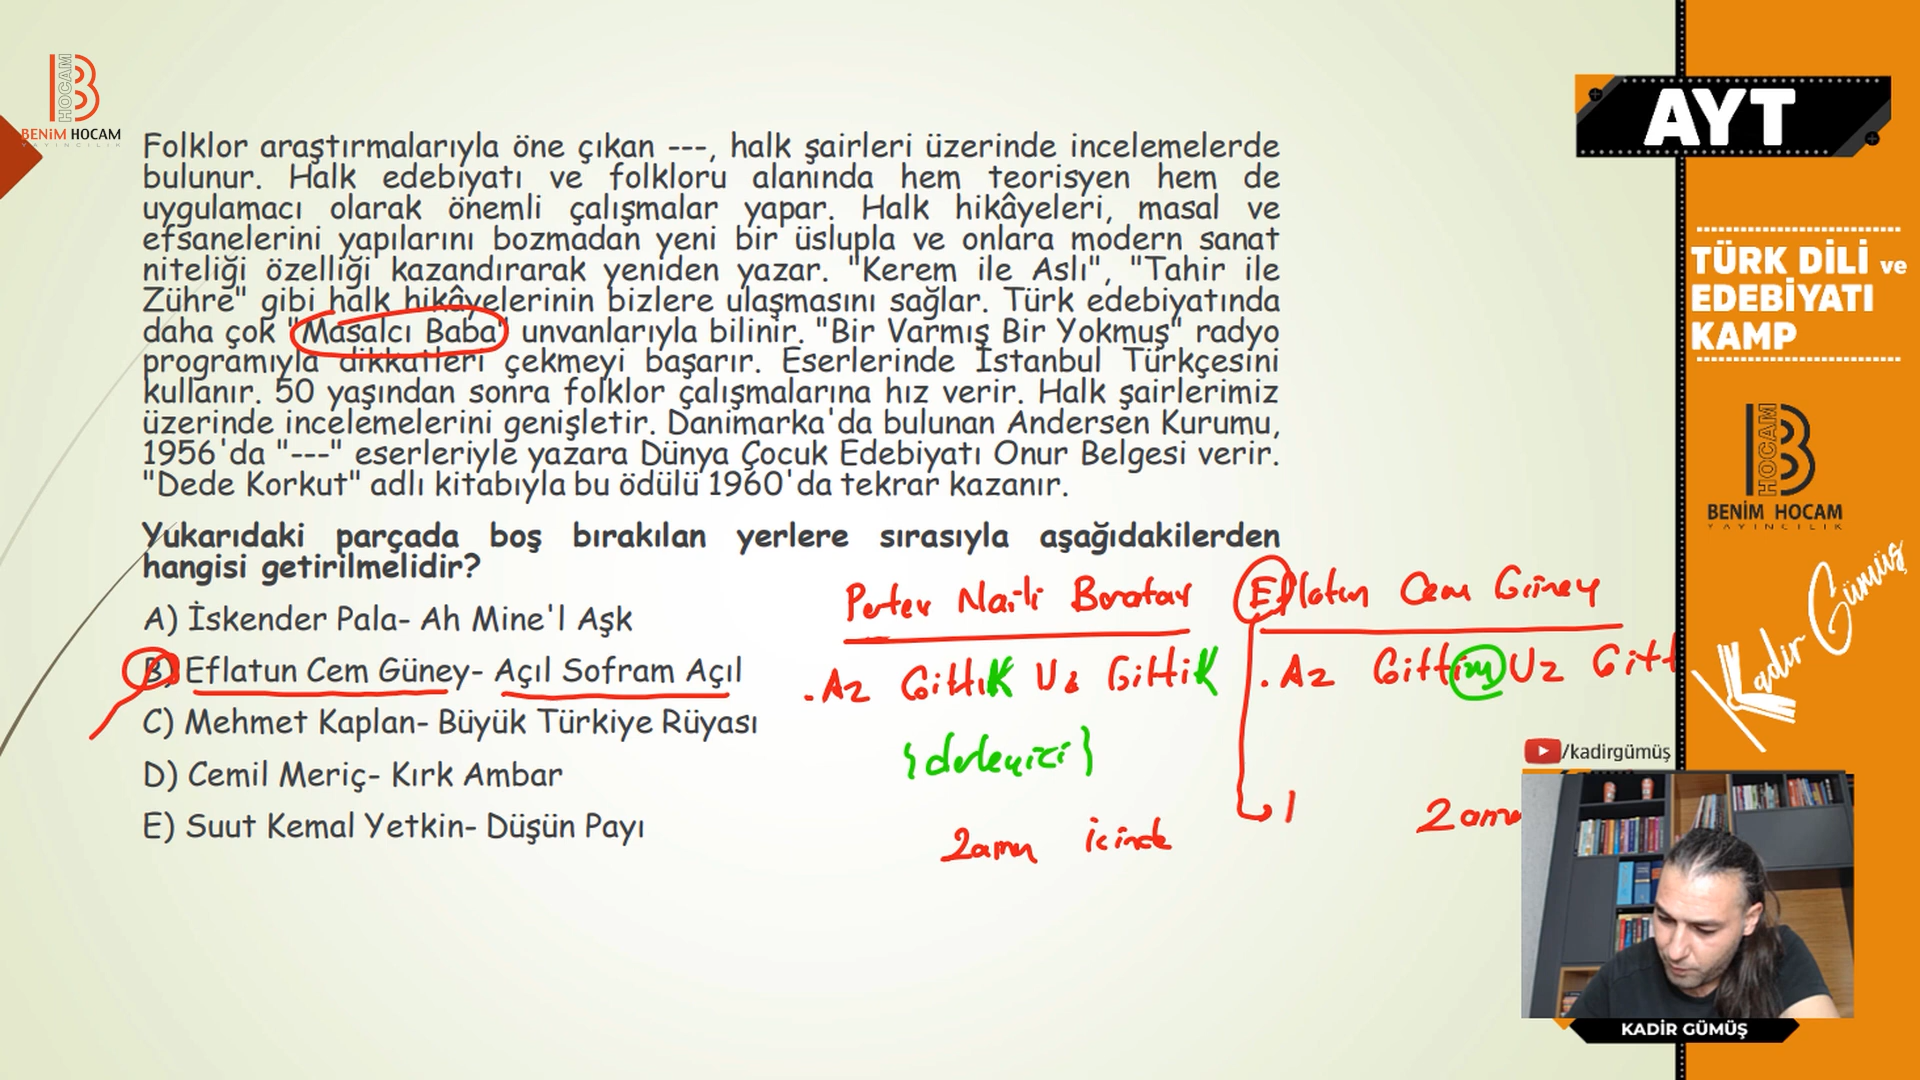 HOCAM
BENİM HOCAM
YAYINCILIK
Folklor araştırmalarıyla öne çıkan ---, halk şairleri üzerinde incelemelerde
bulunur. Halk edebiyatı ve folkloru alanında hem teorisyen hem de
uygulamacı olarak önemli çalışmalar yapar. Halk hikâyeleri, masal ve
efsanelerini yapılarını bozmadan yeni bir üslupla ve onlara modern sanat
niteliği özelliği kazandırarak yeniden yazar. "Kerem ile Aslı", "Tahir ile
Zühre" gibi halk hikâyelerinin bizlere ulaşmasını sağlar. Türk edebiyatında
daha çok "Masalcı Baba" unvanlarıyla bilinir. "Bir Varmış Bir Yokmuş" radyo
programıyla dikkatleri çekmeyi başarır. Eserlerinde İstanbul Türkçesini
kullanır. 50 yaşından sonra folklor çalışmalarına hız verir. Halk şairlerimiz
üzerinde incelemelerini genişletir. Danimarka'da bulunan Andersen Kurumu,
1956'da "---" eserleriyle yazara Dünya Çocuk Edebiyatı Onur Belgesi verir.
"Dede Korkut" adlı kitabıyla bu ödülü 1960'da tekrar kazanır.
Yukarıdaki parçada boş bırakılan yerlere sırasıyla aşağıdakilerden
hangisi getirilmelidir?
A) İskender Pala- Ah Mine'l Aşk
B) Eflatun Cem Güney- Açıl Sofram Açıl
C) Mehmet Kaplan- Büyük Türkiye Rüyası
D) Cemil Meriç- Kırk Ambar
E) Suut Kemal Yetkin- Düşün Payı
Pertev Naili Boratav
. Az Gittik Uz Gittik
{derleyici}
zaman içinde
Eflatun Cem Güney
. Az Gittim Uz Gitt
1
AYT
TÜRK DİLİ ve
EDEBİYATI
KAMP
HOCAM
BENİM HOCAM
YAYINCILIK
Kadir Gümüş
/kadirgümüş
KADİR GÜMÜŞ